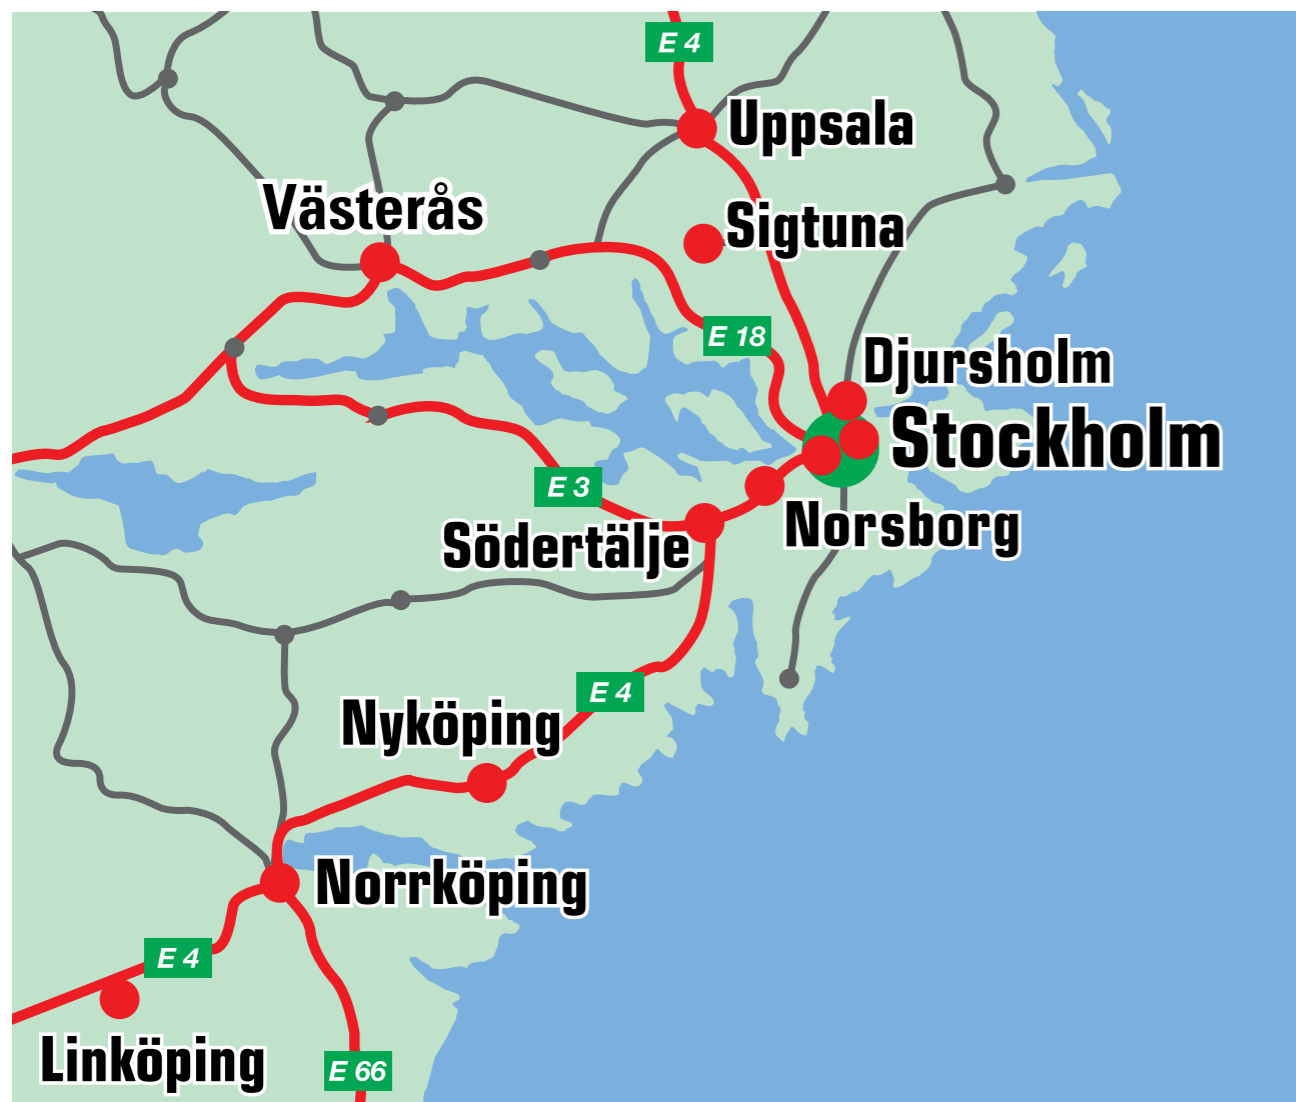 E 4
Uppsala
Västerås
Sigtuna
E 18
Djursholm
Stockholm
E 3
Norsborg
Södertälje
E 4
Nyköping
Norrköping
E 4
Linköping
E 66